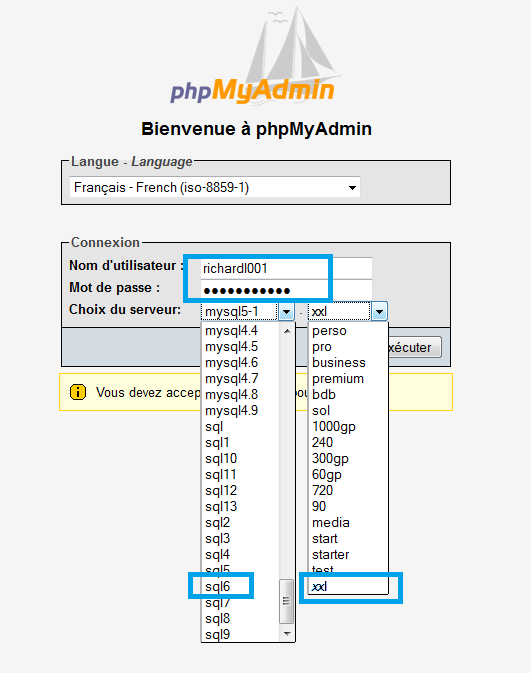 phpMyAdmin
Bienvenue à phpMyAdmin
Langue - Language
Français - French (iso-8859-1)
Connexion
Nom d'utilisateur :
richardl001
Mot de passe :
●●●●●●●●●●●
Choix du serveur:
mysql5-1
-
xxl
mysql4.4
mysql4.5
mysql4.6
mysql4.7
mysql4.8
mysql4.9
sql
sql1
sql10
sql11
sql12
sql13
sql2
sql3
sql4
sql5
sql6
sql7
sql8
sql9
perso
pro
business
premium
bdb
sol
1000gp
240
300gp
60gp
720
90
media
start
starter
test
xxl
xécuter
Vous devez accep